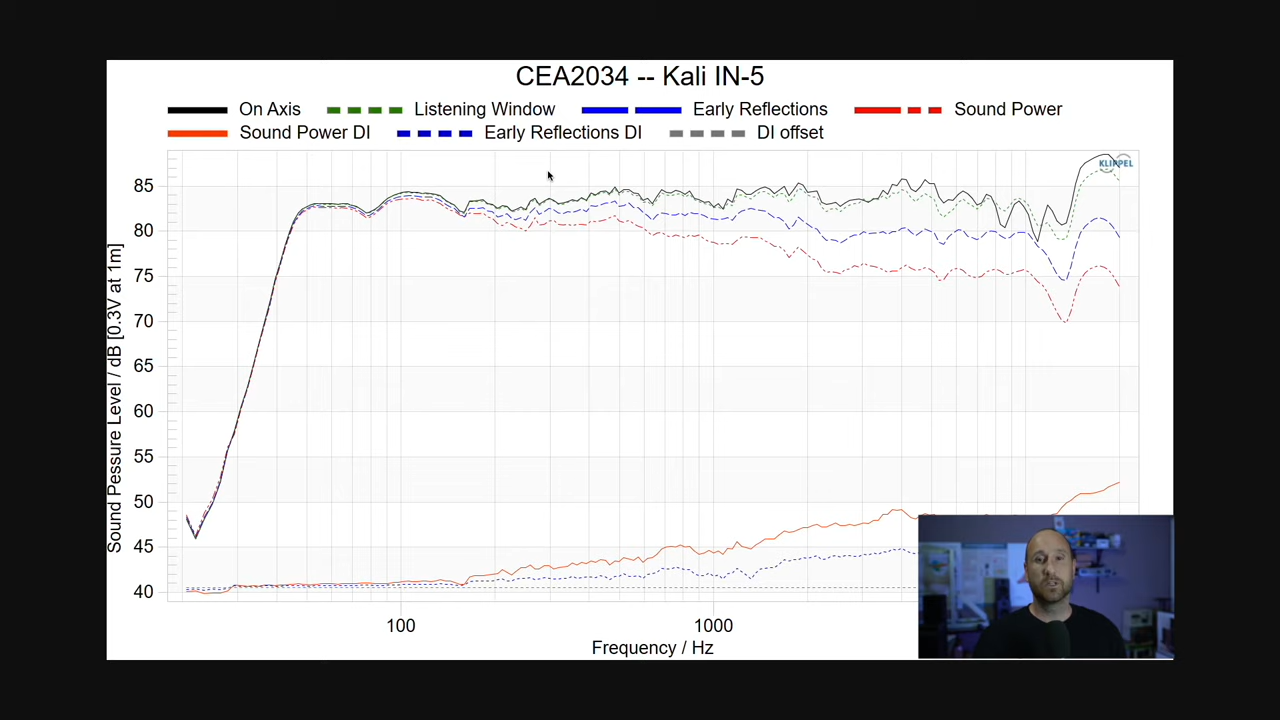 CEA2034 -- Kali IN-5
On Axis Listening Window Early Reflections Sound Power
Sound Power DI Early Reflections DI DI offset
KLIPPEL
85
80
75
70
65
60
55
50
45
40
Sound Pessure Level / dB [0.3V at 1m]
100 1000
Frequency / Hz